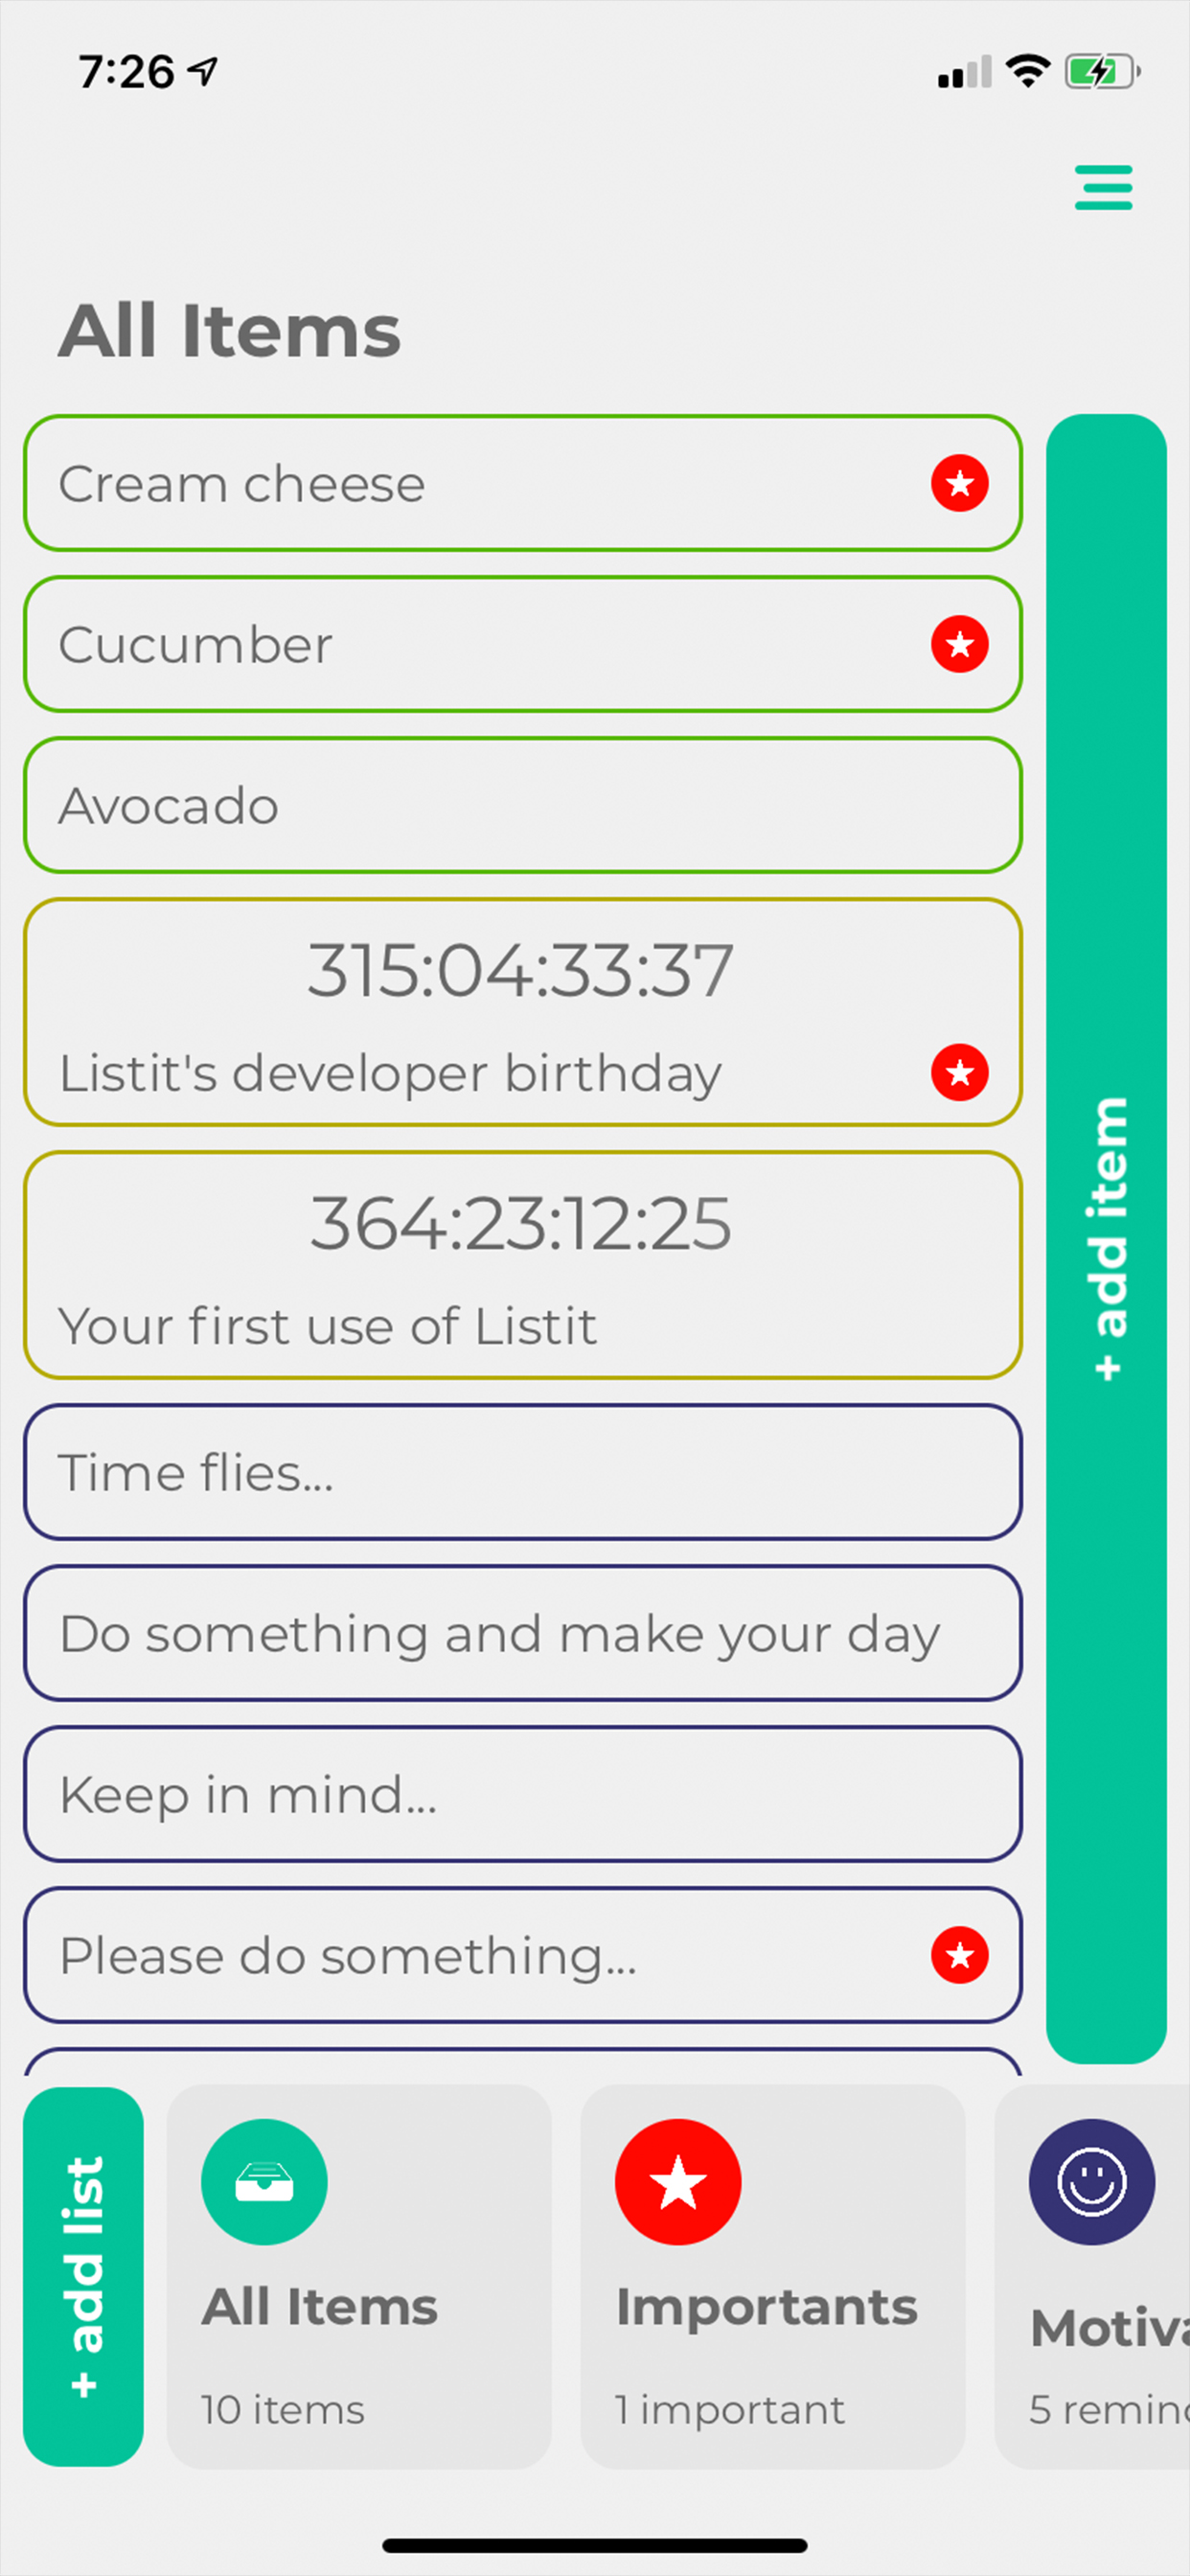 7:26
All Items
Cream cheese
Cucumber
Avocado
315:04:33:37
Listit's developer birthday
364:23:12:25
Your first use of Listit
Time flies...
Do something and make your day
Keep in mind...
Please do something...
+ add item
+ add list
All Items
10 items
Importants
1 important
Motiva
5 remin